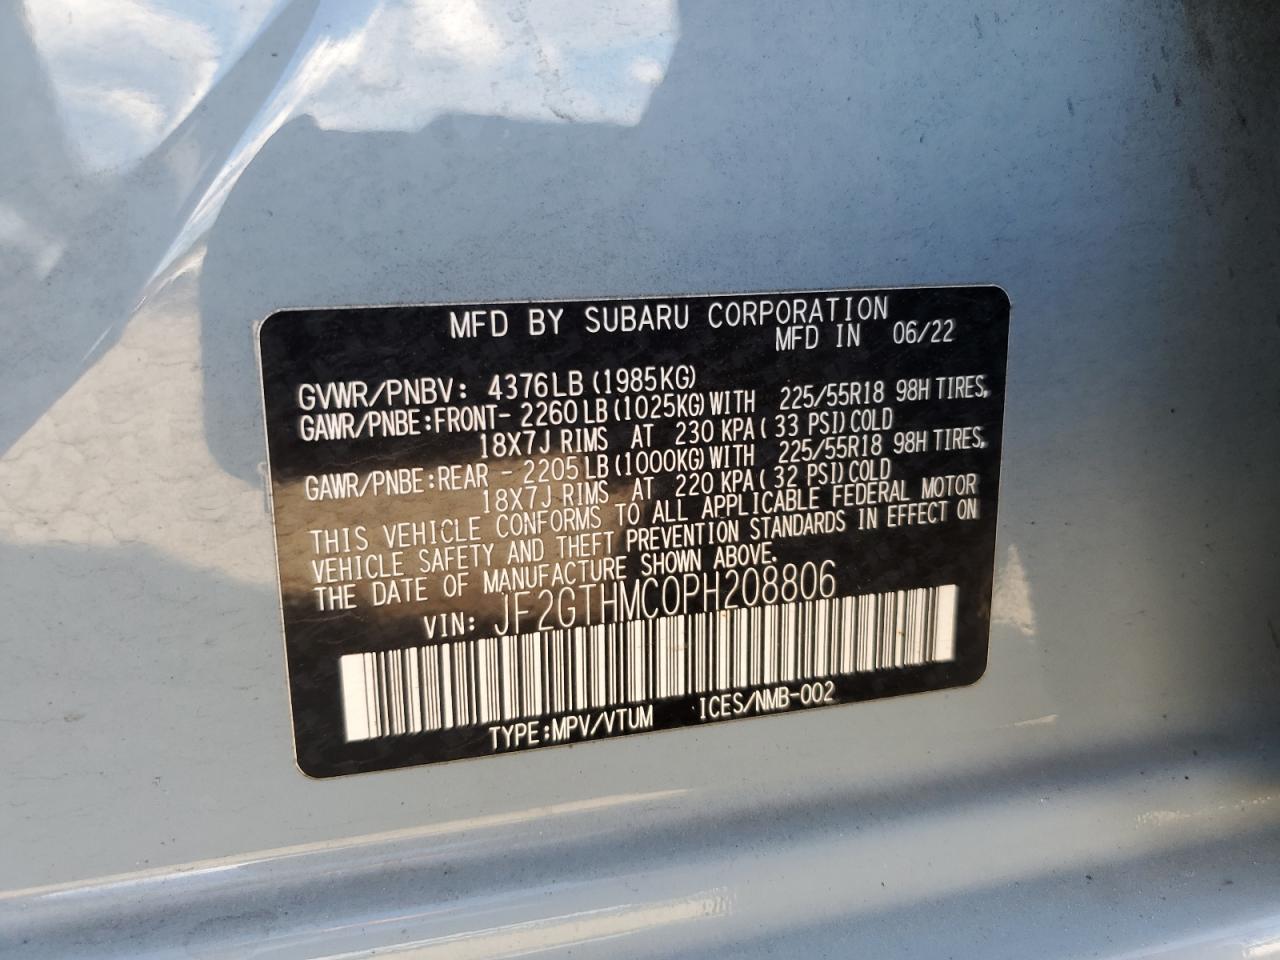 MFD BY SUBARU CORPORATION
MFD IN 06/22
GVWR/PNBV: 4376LB (1985KG)
GAWR/PNBE:FRONT- 2260 LB (1025KG) WITH 225/55R18 98H TIRES,
18X7J RIMS AT 230 KPA ( 33 PSI) COLD
GAWR/PNBE:REAR - 2205 LB (1000KG) WITH 225/55R18 98H TIRES,
18X7J RIMS AT 220 KPA ( 32 PSI) COLD
THIS VEHICLE CONFORMS TO ALL APPLICABLE FEDERAL MOTOR
VEHICLE SAFETY AND THEFT PREVENTION STANDARDS IN EFFECT ON
THE DATE OF MANUFACTURE SHOWN ABOVE.
VIN: JF2GTHMC0PH208806
TYPE:MPV/VTUM ICES/NMB-002